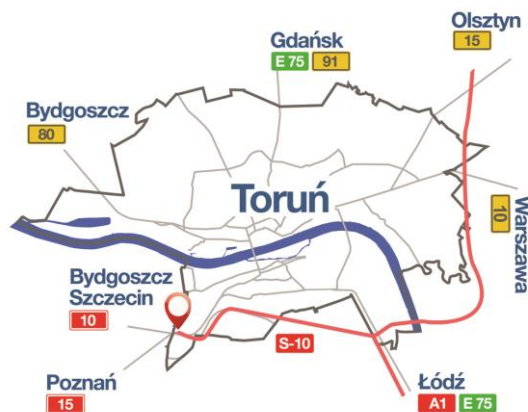 Olsztyn
15
Gdańsk
E 75 91
Bydgoszcz
80
Toruń
10
Warszawa
Bydgoszcz
Szczecin
10
S-10
Poznań
15
Łódź
A1 E 75